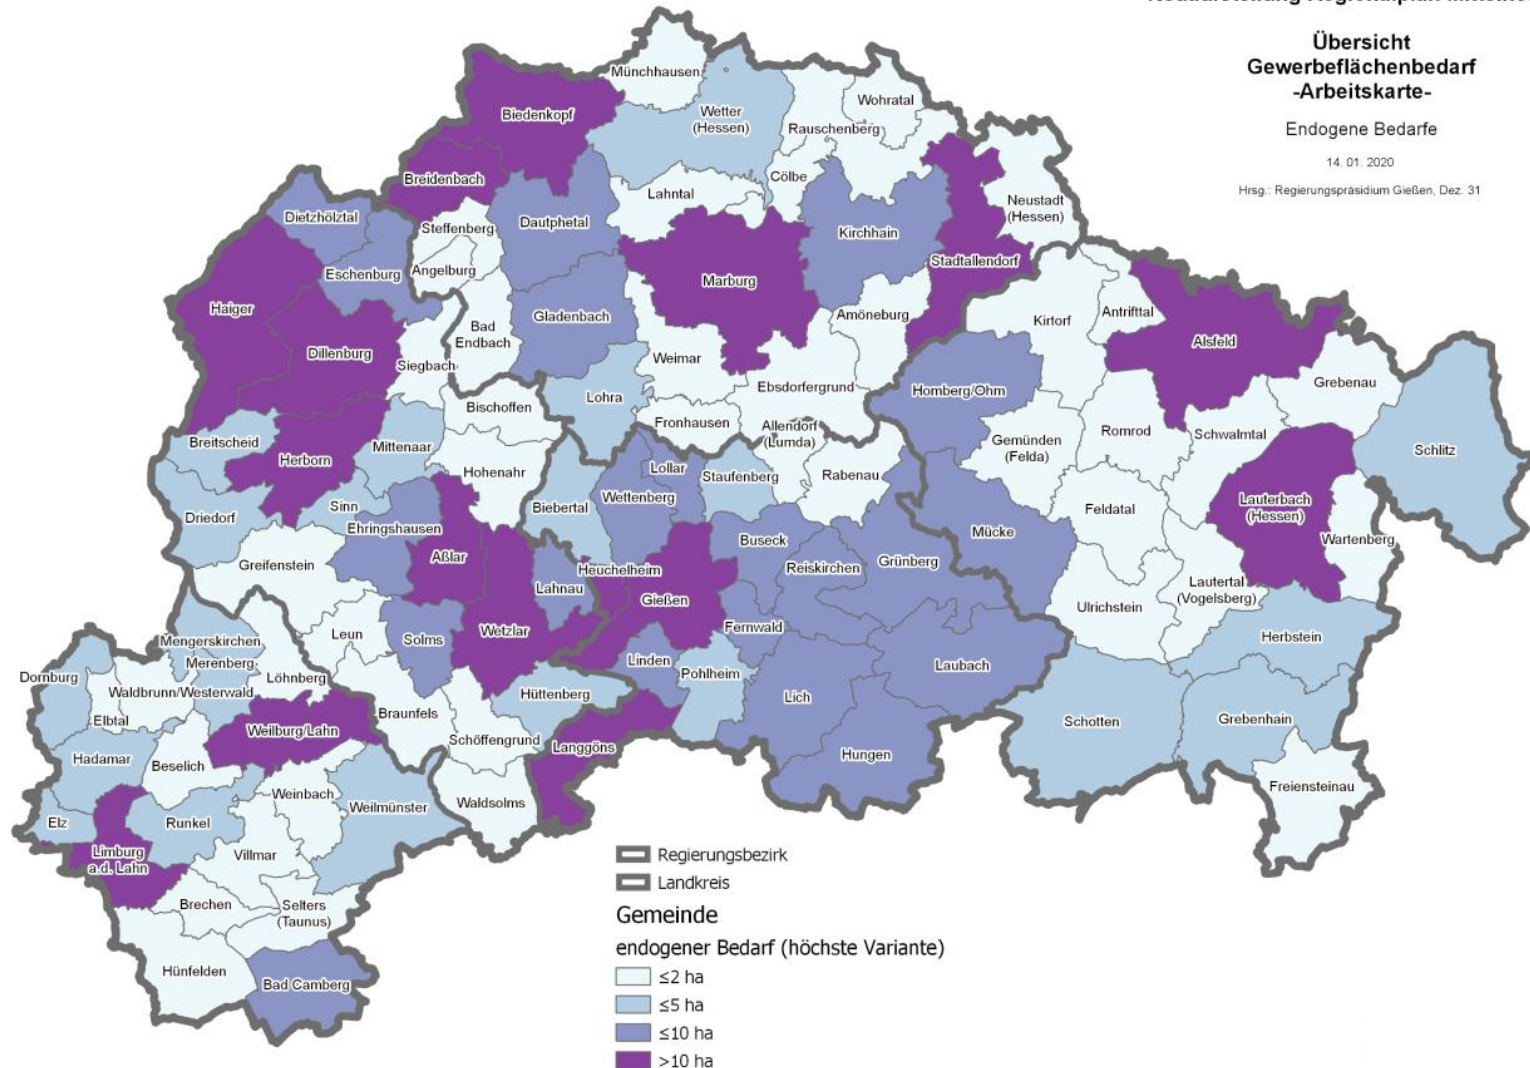 Übersicht
Gewerbeflächenbedarf
-Arbeitskarte-
Endogene Bedarfe
14. 01. 2020
Hrsg.: Regierungspräsidium Gießen, Dez. 31
Münchhausen
Biedenkopf
Wetter
(Hessen)
Wohratal
Rauschenberg
Breidenbach
Cölbe
Lahntal
Neustadt
(Hessen)
Dietzhölztal
Steffenberg
Dautphetal
Kirchhain
Stadtallendorf
Eschenburg
Angelburg
Marburg
Haiger
Gladenbach
Amöneburg
Kirtorf
Antrifttal
Bad
Endbach
Alsfeld
Dillenburg
Siegbach
Weimar
Ebsdorfergrund
Homberg/Ohm
Grebenau
Lohra
Bischoffen
Fronhausen
Allendorf
(Lumda)
Gemünden
(Felda)
Romrod
Schwalmtal
Breitscheid
Mittenaar
Herborn
Hohenahr
Lollar
Staufenberg
Rabenau
Schlitz
Wettenberg
Lauterbach
(Hessen)
Driedorf
Sinn
Ehringshausen
Biebertal
Feldatal
Buseck
Mücke
Wartenberg
Aßlar
Greifenstein
Heuchelheim
Reiskirchen
Grünberg
Lahnau
Gießen
Lautertal
(Vogelsberg)
Ulrichstein
Leun
Solms
Wetzlar
Fernwald
Herbstein
Mengerskirchen
Merenberg
Linden
Pohlheim
Laubach
Dornburg
Waldbrunn/Westerwald
Löhnberg
Hüttenberg
Lich
Elbtal
Braunfels
Schotten
Grebenhain
Weilburg/Lahn
Schöffengrund
Langgöns
Hungen
Hadamar
Beselich
Freiensteinau
Weinbach
Weilmünster
Waldsolms
Elz
Runkel
Limburg
a.d. Lahn
Villmar
Brechen
Selters
(Taunus)
Hünfelden
Bad Camberg
Regierungsbezirk
Landkreis
Gemeinde
endogener Bedarf (höchste Variante)
≤2 ha
≤5 ha
≤10 ha
>10 ha